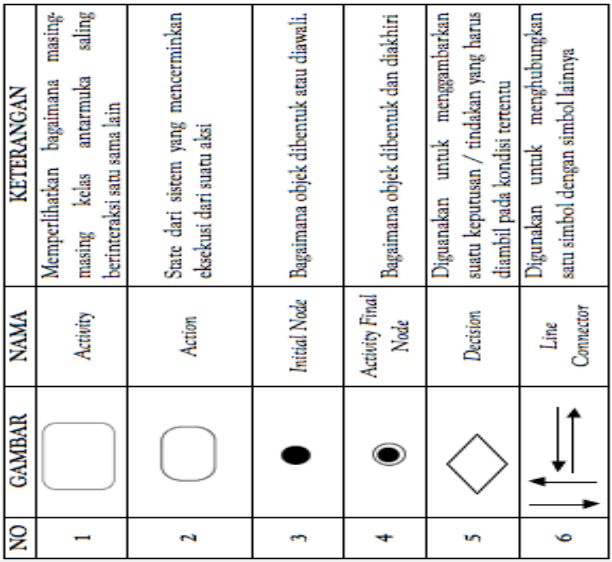 NO GAMBAR NAMA KETERANGAN
1 Activity Memperlihatkan bagaimana masing-
masing kelas antarmuka saling
berinteraksi satu sama lain
2 Action State dari sistem yang mencerminkan
eksekusi dari suatu aksi
3 Initial Node Bagaimana objek dibentuk atau diawali.
4 Activity Final
Node
Bagaimana objek dibentuk dan diakhiri
5 Decision Diguanakan untuk menggambarkan
suatu keputusan / tindakan yang harus
diambil pada kondisi tertentu
6 Line
Connector
Digunakan untuk menghubungkan
satu simbol dengan simbol lainnya